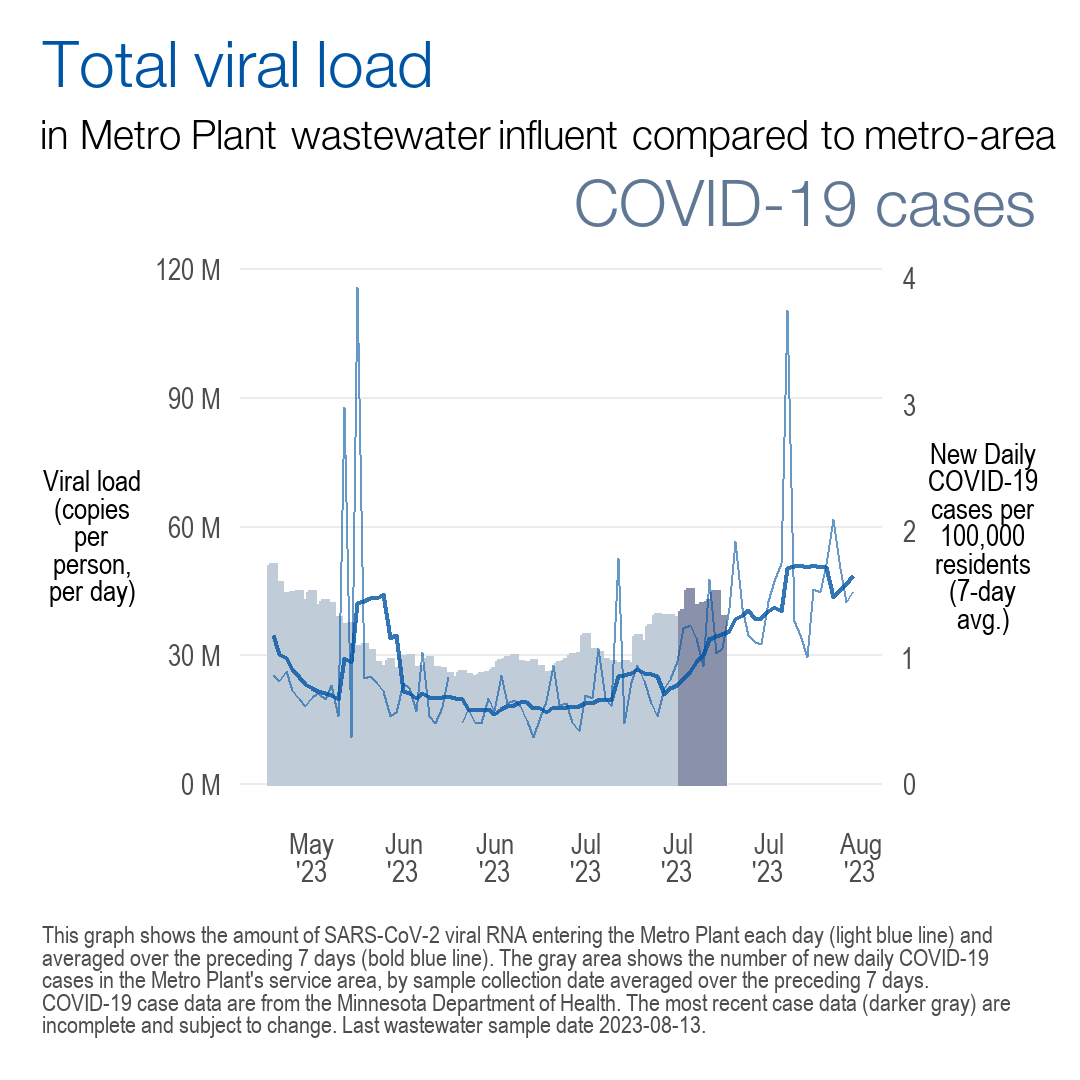 Total viral load
in Metro Plant wastewater influent compared to metro-area
COVID-19 cases
120 M
90 M
60 M
30 M
0 M
Viral load
(copies
per
person,
per day)
4
3
2
1
0
New Daily
COVID-19
cases per
100,000
residents
(7-day
avg.)
May Jun Jun Jul Jul Jul Aug
'23 '23 '23 '23 '23 '23 '23
This graph shows the amount of SARS-CoV-2 viral RNA entering the Metro Plant each day (light blue line) and
averaged over the preceding 7 days (bold blue line). The gray area shows the number of new daily COVID-19
cases in the Metro Plant's service area, by sample collection date averaged over the preceding 7 days.
COVID-19 case data are from the Minnesota Department of Health. The most recent case data (darker gray) are
incomplete and subject to change. Last wastewater sample date 2023-08-13.